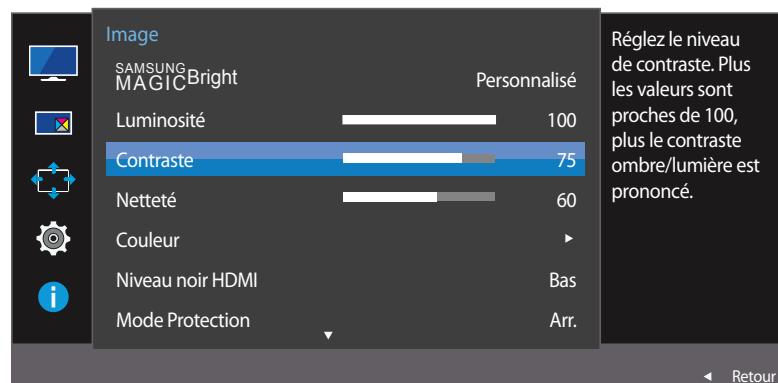 Image
SAMSUNG MAGICBright Personnalisé
Luminosité 100
Contraste 75
Netteté 60
Couleur ►
Niveau noir HDMI Bas
Mode Protection Arr.
▼
Réglez le niveau
de contraste. Plus
les valeurs sont
proches de 100,
plus le contraste
ombre/lumière est
prononcé.
◄ Retour